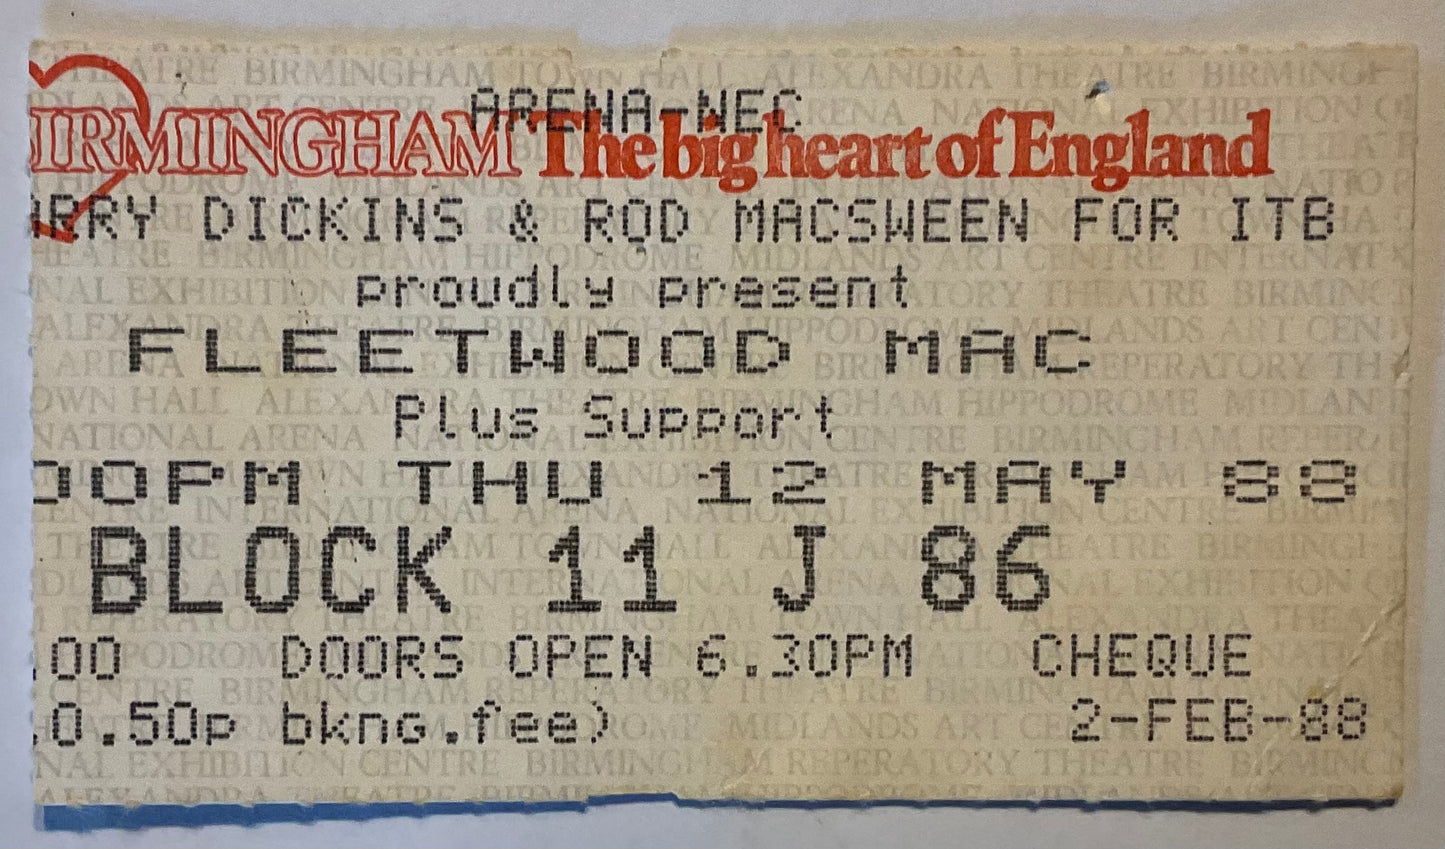 ARENA-NEC
BIRMINGHAM The big heart of England
ARRY DICKINS & ROD MACSWEEN FOR ITB
proudly present
FLEETWOOD MAC
Plus Support
00PM THU 12 MAY 88
BLOCK 11 J 86
.00 DOORS OPEN 6.30PM CHEQUE
.0.50p bkng.fee) 2-FEB-88